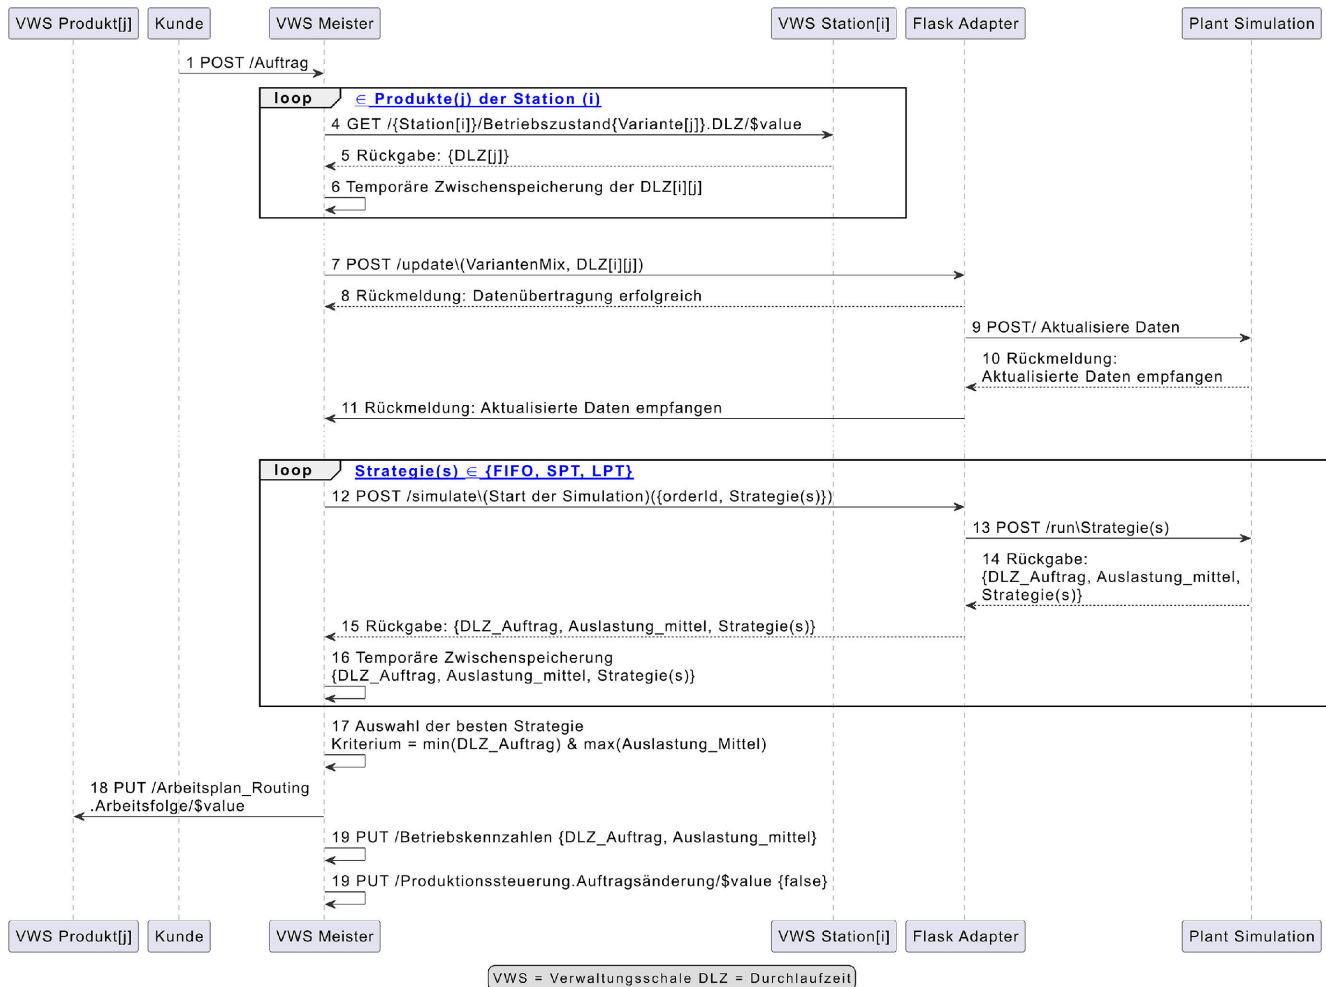 VWS Produkt[j] Kunde VWS Meister VWS Station[i] Flask Adapter Plant Simulation
1 POST /Auftrag
loop ∈ Produkte(j) der Station (i)
4 GET /{Station[i]}/Betriebszustand{Variante[j]}.DLZ/$value
5 Rückgabe: {DLZ[j]}
6 Temporäre Zwischenspeicherung der DLZ[i][j]
7 POST /update\(VariantenMix, DLZ[i][j])
8 Rückmeldung: Datenübertragung erfolgreich
9 POST/ Aktualisiere Daten
10 Rückmeldung:
Aktualisierte Daten empfangen
11 Rückmeldung: Aktualisierte Daten empfangen
loop Strategie(s) ∈ {FIFO, SPT, LPT}
12 POST /simulate\(Start der Simulation)({orderId, Strategie(s)})
13 POST /run\Strategie(s)
14 Rückgabe:
{DLZ_Auftrag, Auslastung_mittel,
Strategie(s)}
15 Rückgabe: {DLZ_Auftrag, Auslastung_mittel, Strategie(s)}
16 Temporäre Zwischenspeicherung
{DLZ_Auftrag, Auslastung_mittel, Strategie(s)}
17 Auswahl der besten Strategie
Kriterium = min(DLZ_Auftrag) & max(Auslastung_Mittel)
18 PUT /Arbeitsplan_Routing
.Arbeitsfolge/$value
19 PUT /Betriebskennzahlen {DLZ_Auftrag, Auslastung_mittel}
19 PUT /Produktionssteuerung.Auftragsänderung/$value {false}
VWS Produkt[j] Kunde VWS Meister VWS Station[i] Flask Adapter Plant Simulation
VWS = Verwaltungsschale DLZ = Durchlaufzeit